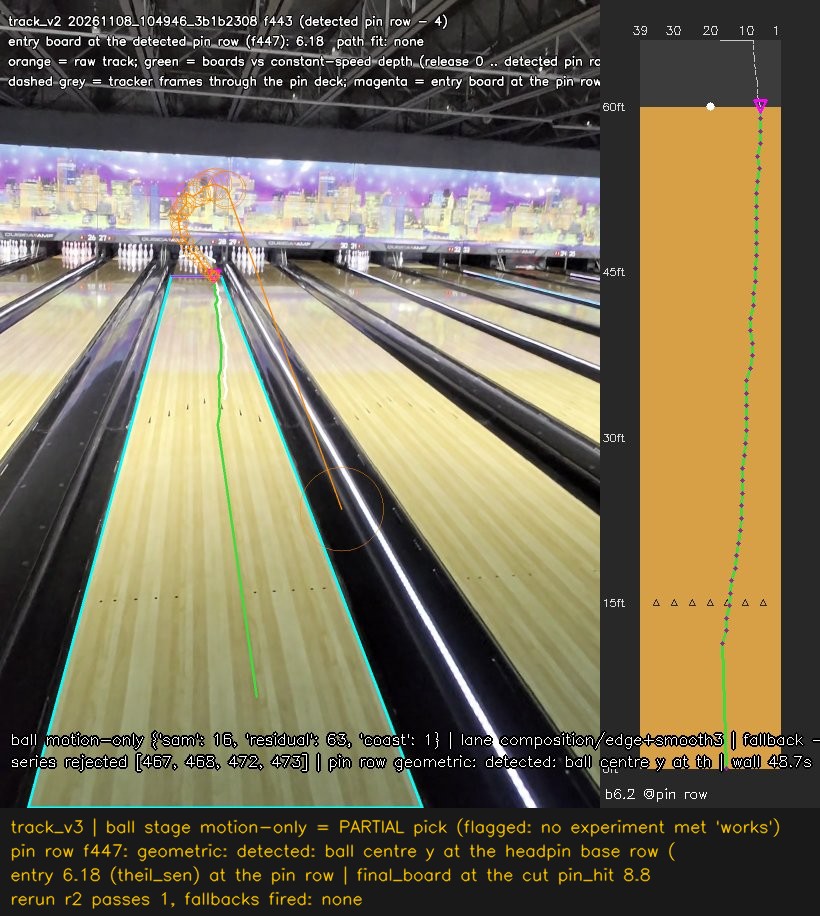 track_v2 20261108_104946_3b1b2308 f443 (detected pin row - 4)
entry board at the detected pin row (f447): 6.18  path fit: none
orange = raw track; green = boards vs constant-speed depth (release 0 .. detected pin ro
dashed grey = tracker frames through the pin deck; magenta = entry board at the pin row
39 30 20 10 1
60ft
45ft
30ft
15ft
26 27
28 29
30 31
ball motion-only {'sam': 16, 'residual': 63, 'coast': 1} | lane composition/edge+smooth3 | fallback -
series rejected [467, 468, 472, 473] | pin row geometric: detected: ball centre y at th | wall 48.7s
b6.2 @pin row
track_v3 | ball stage motion-only = PARTIAL pick (flagged: no experiment met 'works')
pin row f447: geometric: detected: ball centre y at the headpin base row (
entry 6.18 (theil_sen) at the pin row | final_board at the cut pin_hit 8.8
rerun r2 passes 1, fallbacks fired: none